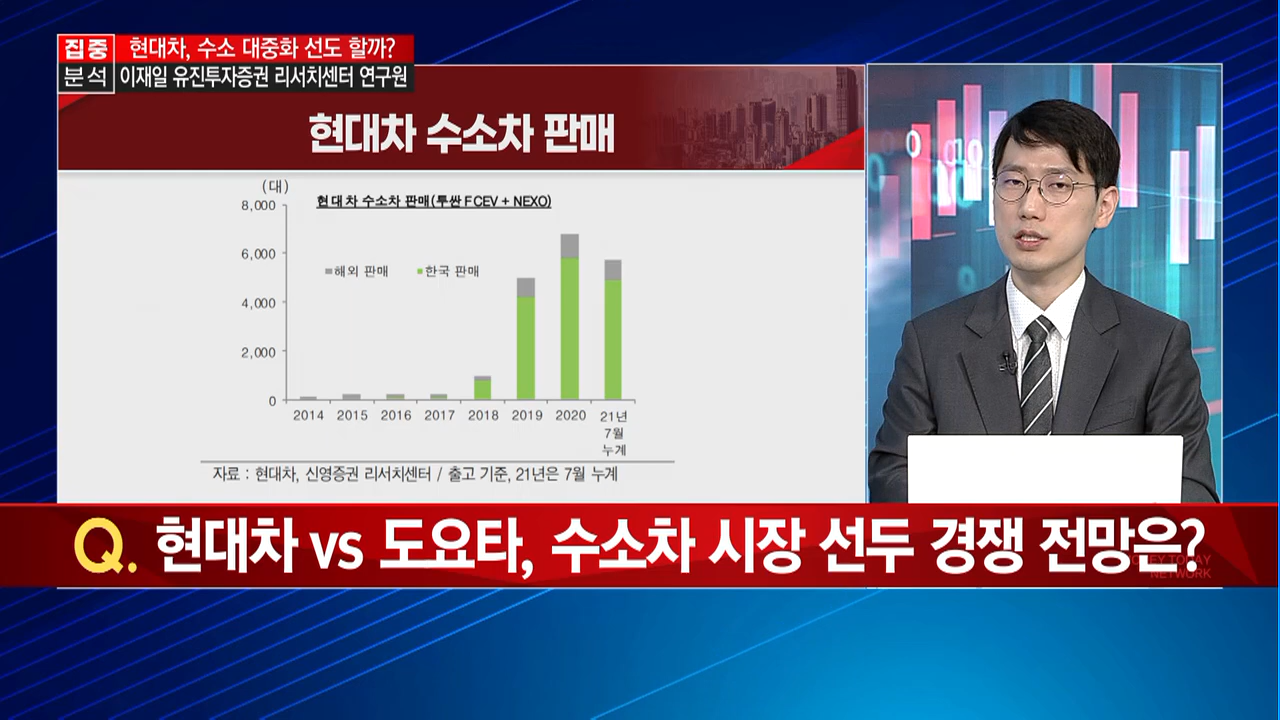 집중 현대차, 수소 대중화 선도 할까?
분석 이재일 유진투자증권 리서치센터 연구원
현대차 수소차 판매
(대)
현대차 수소차 판매(투싼 FCEV + NEXO)
8,000
6,000
4,000
2,000
0
해외 판매 한국 판매
2014 2015 2016 2017 2018 2019 2020 21년
7월
누계
자료 : 현대차, 신영증권 리서치센터 / 출고 기준, 21년은 7월 누계
Q. 현대차 vs 도요타, 수소차 시장 선두 경쟁 전망은?
TODAY
NETWORK